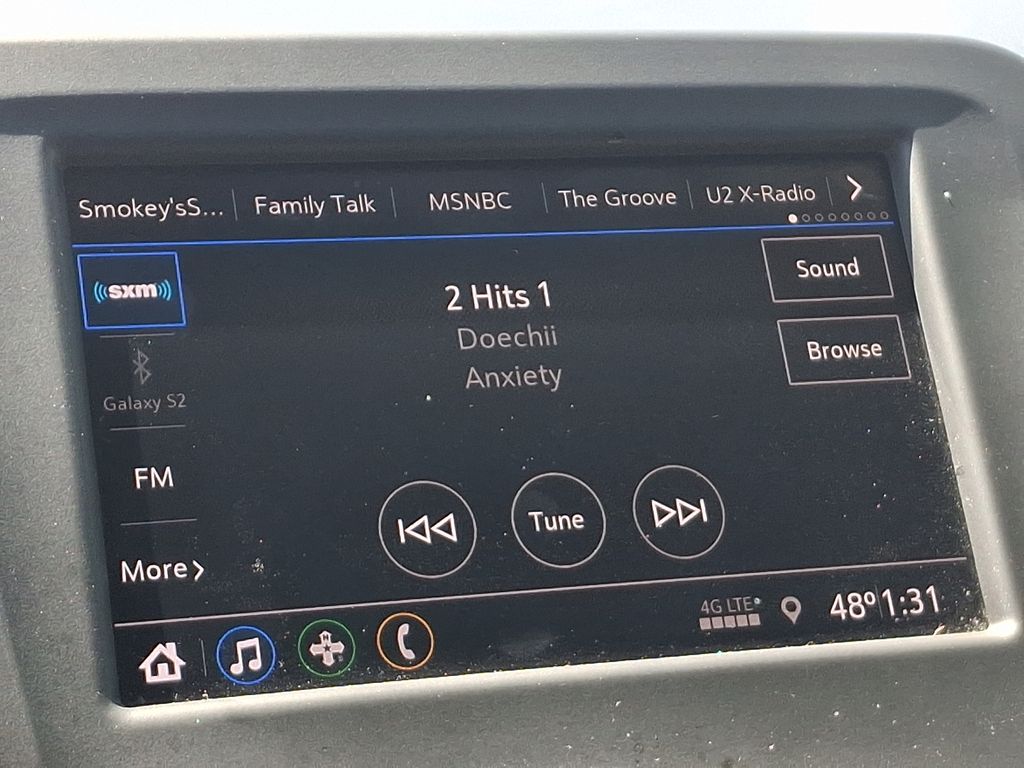 Smokey'sS... Family Talk MSNBC The Groove U2 X-Radio
sxm
2 Hits 1
Sound
Doechii
Browse
Anxiety
Galaxy S2
FM
Tune
More
4G LTE 48° 1:31